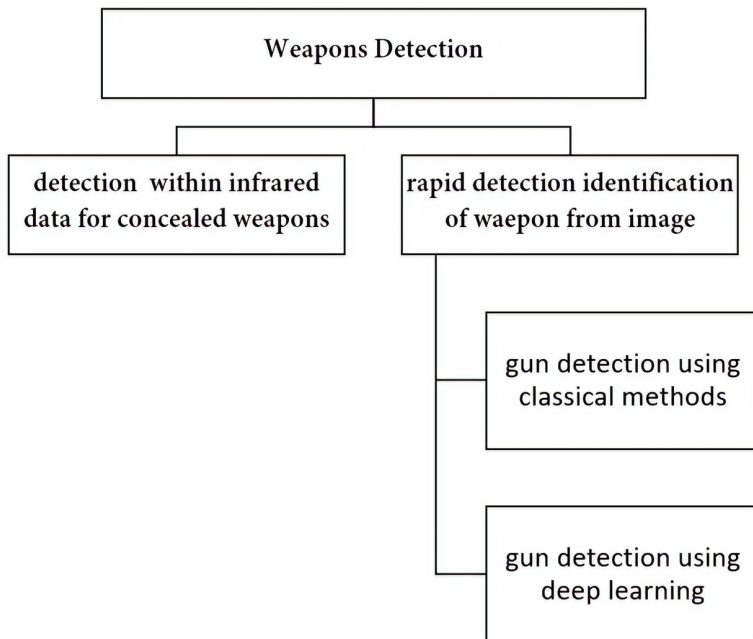 Weapons Detection
detection within infrared
data for concealed weapons
rapid detection identification
of waepon from image
gun detection using
classical methods
gun detection using
deep learning